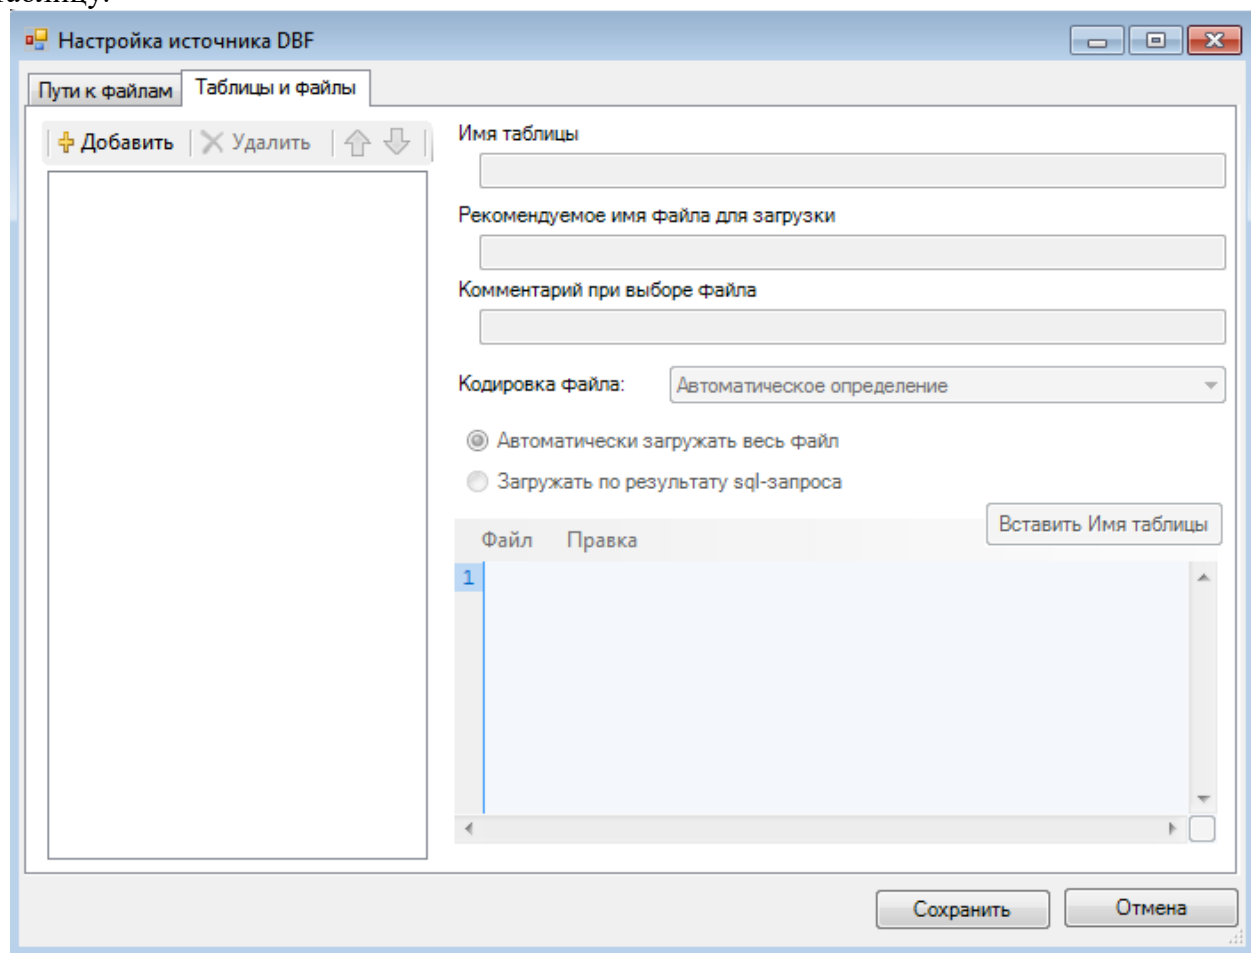 таблицу.
Настройка источника DBF
Пути к файлам Таблицы и файлы
Добавить Удалить
Имя таблицы
Рекомендуемое имя файла для загрузки
Комментарий при выборе файла
Кодировка файла: Автоматическое определение
Автоматически загружать весь файл
Загружать по результату sql-запроса
Вставить Имя таблицы
Файл Правка
1
Сохранить Отмена